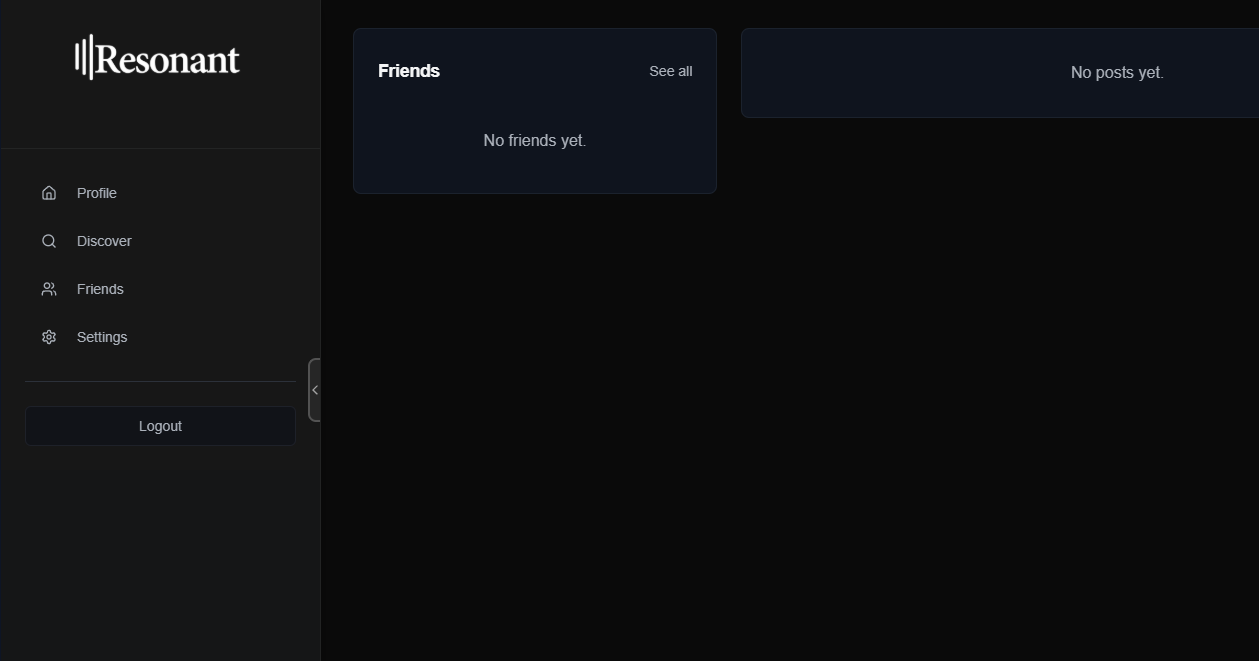 Resonant
Profile
Discover
Friends
Settings
Logout
Friends
See all
No friends yet.
No posts yet.